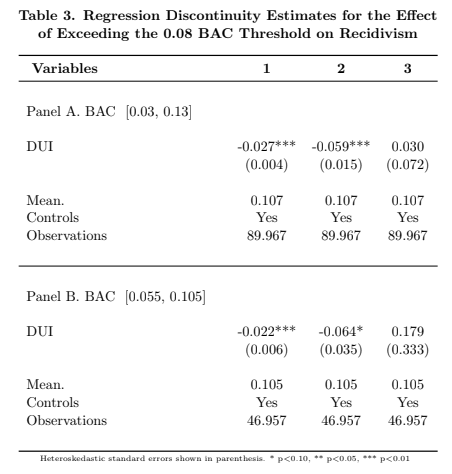 Table 3. Regression Discontinuity Estimates for the Effect
of Exceeding the 0.08 BAC Threshold on Recidivism
Variables 1 2 3
Panel A. BAC [0.03, 0.13]
DUI -0.027*** -0.059*** 0.030
(0.004) (0.015) (0.072)
Mean. 0.107 0.107 0.107
Controls Yes Yes Yes
Observations 89.967 89.967 89.967
Panel B. BAC [0.055, 0.105]
DUI -0.022*** -0.064* 0.179
(0.006) (0.035) (0.333)
Mean. 0.105 0.105 0.105
Controls Yes Yes Yes
Observations 46.957 46.957 46.957
Heteroskedastic standard errors shown in parenthesis. * p<0.10, ** p<0.05, *** p<0.01